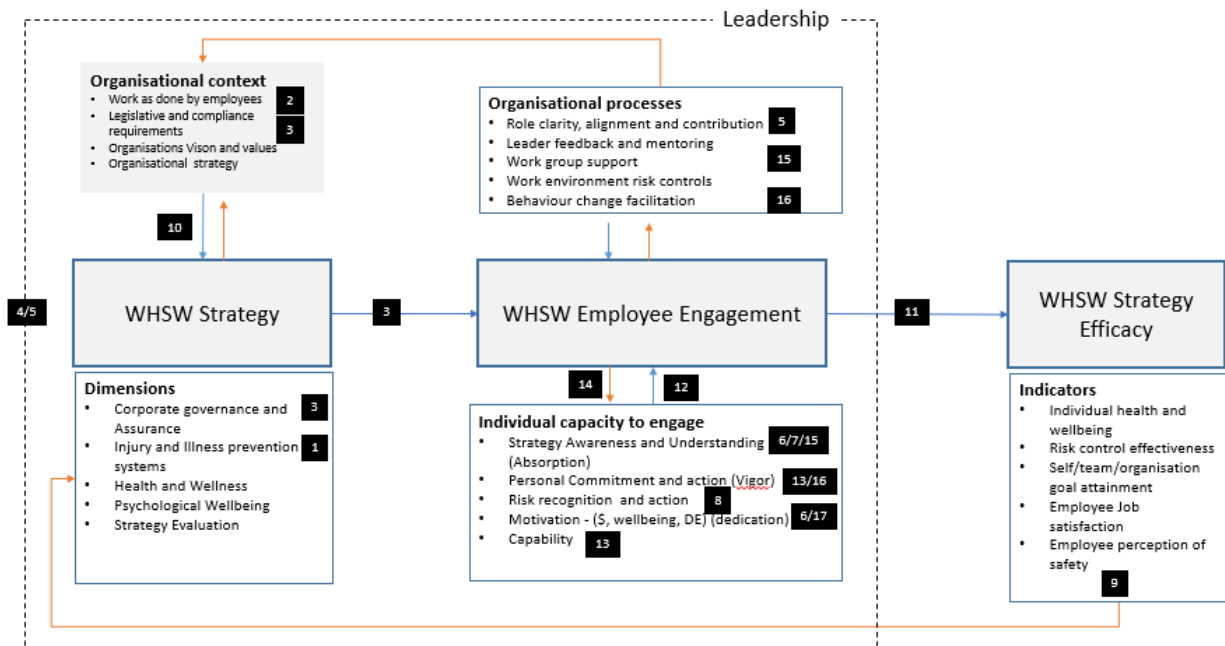 Leadership
Organisational context
• Work as done by employees 2
• Legislative and compliance
requirements 3
• Organisations Vison and values
• Organisational strategy
Organisational processes
• Role clarity, alignment and contribution 5
• Leader feedback and mentoring
• Work group support 15
• Work environment risk controls
• Behaviour change facilitation 16
10
4/5
WHSW Strategy
3
WHSW Employee Engagement
11
WHSW Strategy
Efficacy
14
12
Dimensions
• Corporate governance and 3
Assurance
• Injury and Illness prevention 1
systems
• Health and Wellness
• Psychological Wellbeing
• Strategy Evaluation
Individual capacity to engage
• Strategy Awareness and Understanding 6/7/15
(Absorption)
• Personal Commitment and action (Vigor) 13/16
• Risk recognition and action 8
• Motivation - ($, wellbeing, DE) (dedication) 6/17
• Capability 13
Indicators
• Individual health and
wellbeing
• Risk control effectiveness
• Self/team/organisation
goal attainment
• Employee Job
satisfaction
• Employee perception of
safety
9